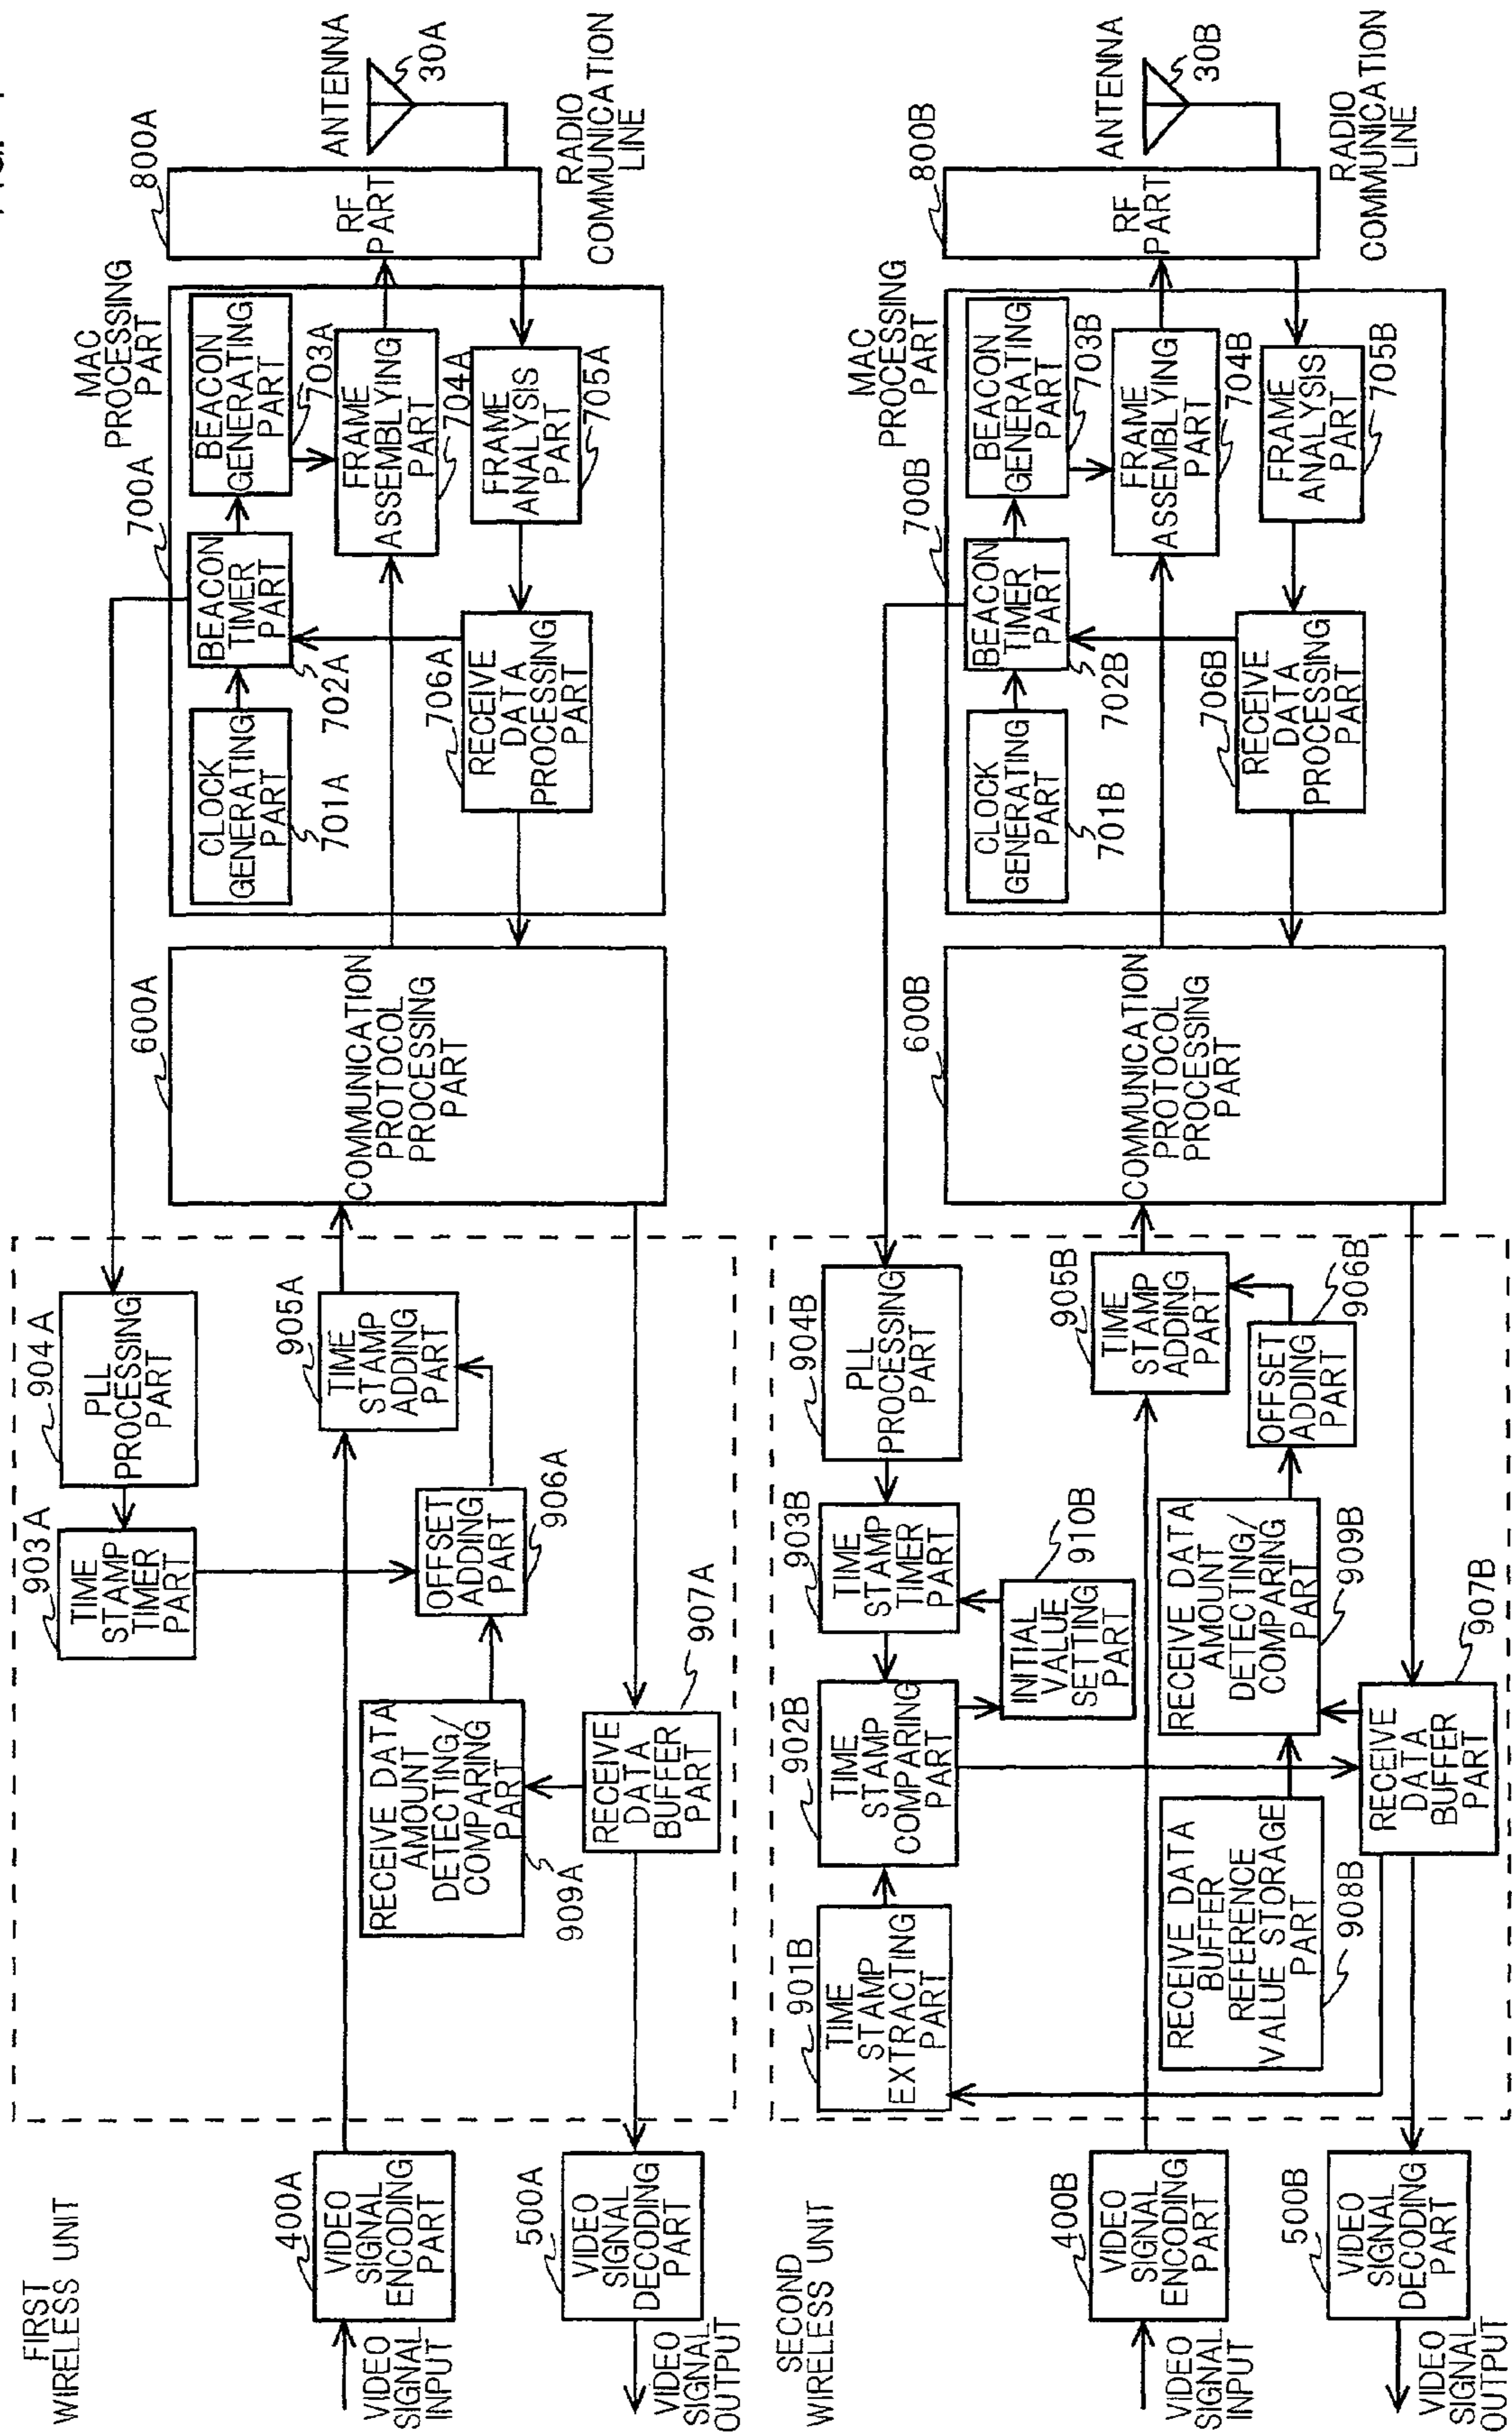 FIRST
WIRELESS UNIT
VIDEO
SIGNAL
INPUT
400A
VIDEO
SIGNAL
ENCODING
PART
VIDEO
SIGNAL
OUTPUT
500A
VIDEO
SIGNAL
DECODING
PART
903A
TIME
STAMP
TIMER
PART
904A
PLL
PROCESSING
PART
905A
TIME
STAMP
ADDING
PART
OFFSET
ADDING
PART
906A
RECEIVE DATA
AMOUNT
DETECTING/
COMPARING
PART
909A
RECEIVE
DATA
BUFFER
PART
907A
600A
COMMUNICATION
PROTOCOL
PROCESSING
PART
700A
MAC
PROCESSING
PART
CLOCK
GENERATING
PART
701A
BEACON
TIMER
PART
702A
BEACON
GENERATING
PART
703A
FRAME
ASSEMBLYING
PART
704A
FRAME
ANALYSIS
PART
705A
706A
RECEIVE
DATA
PROCESSING
PART
800A
RF
PART
ANTENNA
30A
RADIO
COMMUNICATION
LINE
SECOND
WIRELESS UNIT
VIDEO
SIGNAL
INPUT
400B
VIDEO
SIGNAL
ENCODING
PART
VIDEO
SIGNAL
OUTPUT
500B
VIDEO
SIGNAL
DECODING
PART
901B
TIME
STAMP
EXTRACTING
PART
902B
TIME
STAMP
COMPARING
PART
903B
TIME
STAMP
TIMER
PART
904B
PLL
PROCESSING
PART
INITIAL
VALUE
SETTING
PART
910B
905B
TIME
STAMP
ADDING
PART
OFFSET
ADDING
PART
906B
RECEIVE DATA
BUFFER
REFERENCE
VALUE STORAGE
PART
908B
RECEIVE DATA
AMOUNT
DETECTING/
COMPARING
PART
909B
RECEIVE
DATA
BUFFER
PART
907B
600B
COMMUNICATION
PROTOCOL
PROCESSING
PART
700B
MAC
PROCESSING
PART
CLOCK
GENERATING
PART
701B
BEACON
TIMER
PART
702B
BEACON
GENERATING
PART
703B
FRAME
ASSEMBLYING
PART
704B
FRAME
ANALYSIS
PART
705B
706B
RECEIVE
DATA
PROCESSING
PART
800B
RF
PART
ANTENNA
30B
RADIO
COMMUNICATION
LINE